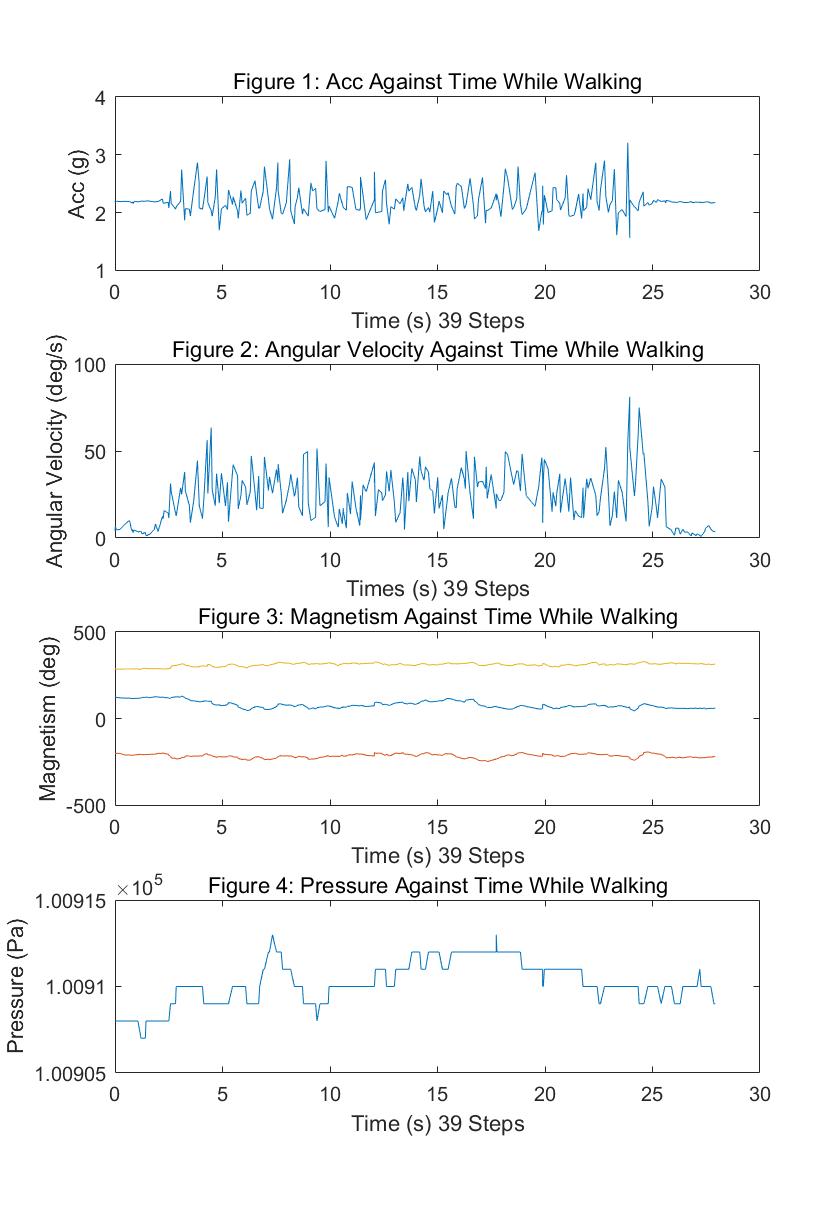 Figure 1: Acc Against Time While Walking
4
3
2
1
Acc (g)
0 5 10 15 20 25 30
Time (s) 39 Steps
Figure 2: Angular Velocity Against Time While Walking
100
50
0
Angular Velocity (deg/s)
0 5 10 15 20 25 30
Times (s) 39 Steps
Figure 3: Magnetism Against Time While Walking
500
0
-500
Magnetism (deg)
0 5 10 15 20 25 30
Time (s) 39 Steps
×10⁵ Figure 4: Pressure Against Time While Walking
1.00915
1.0091
1.00905
Pressure (Pa)
0 5 10 15 20 25 30
Time (s) 39 Steps